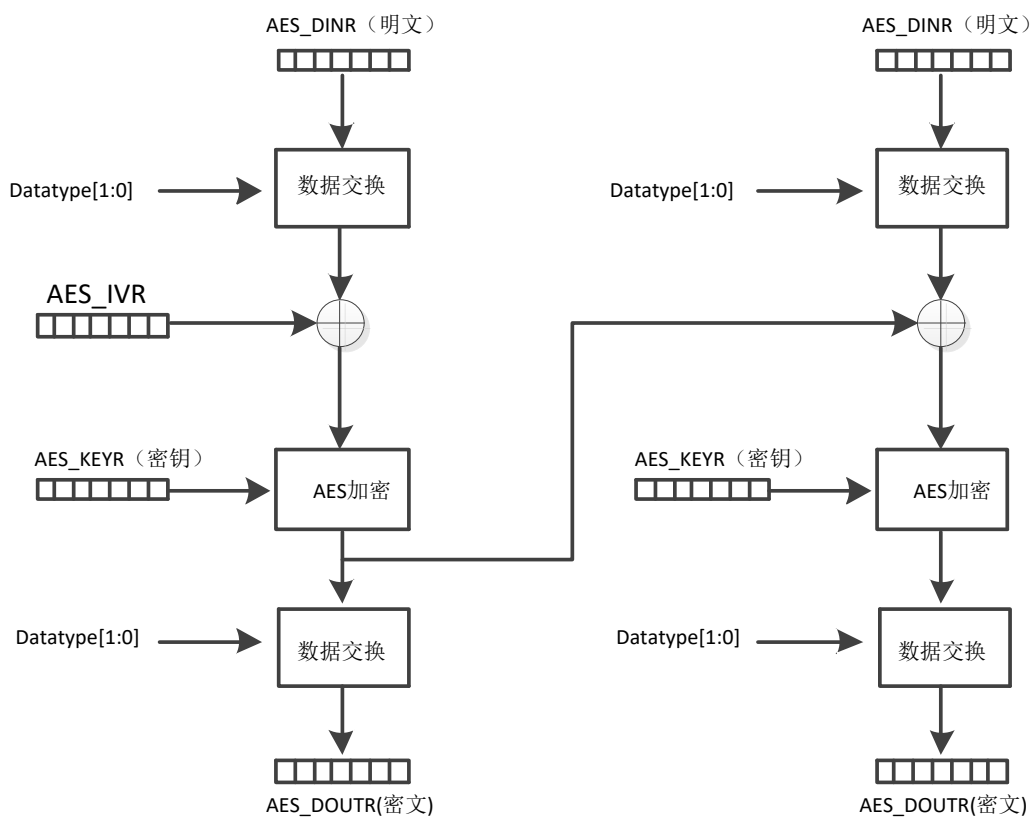 AES_DINR（明文）
AES_DINR（明文）
Datatype[1:0]
数据交换
Datatype[1:0]
数据交换
AES_IVR
AES_KEYR（密钥）
AES加密
AES_KEYR（密钥）
AES加密
Datatype[1:0]
数据交换
Datatype[1:0]
数据交换
AES_DOUTR(密文)
AES_DOUTR(密文)